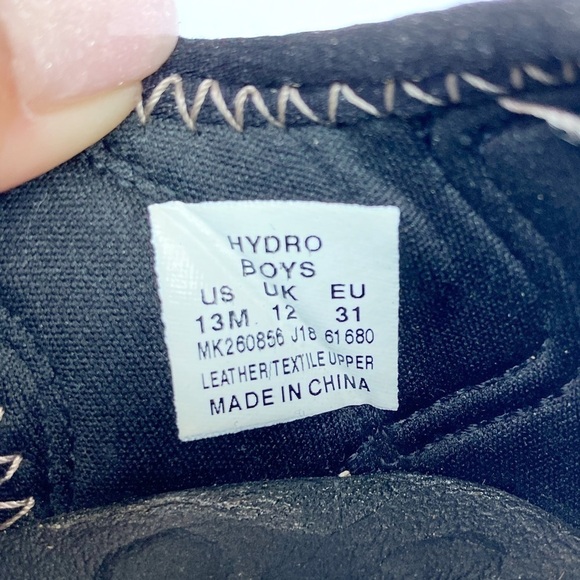 HYDRO
BOYS
US UK EU
13M 12 31
MK260856 J18 61680
LEATHER/TEXTILE UPPER
MADE IN CHINA